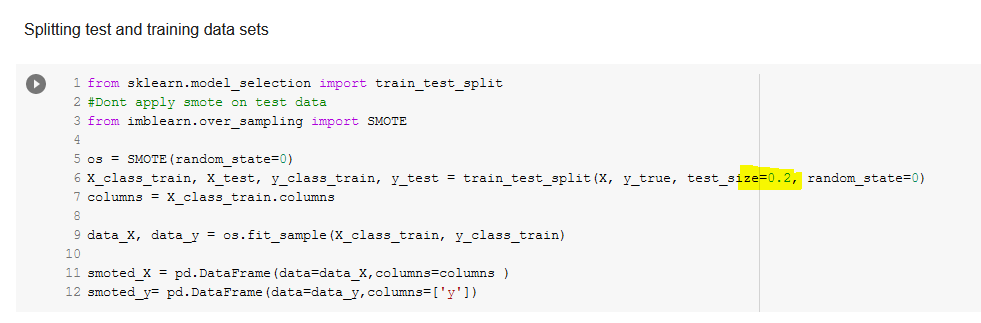 Splitting test and training data sets
1 from sklearn.model_selection import train_test_split
2 #Dont apply smote on test data
3 from imblearn.over_sampling import SMOTE
4
5 os = SMOTE(random_state=0)
6 X_class_train, X_test, y_class_train, y_test = train_test_split(X, y_true, test_size=0.2, random_state=0)
7 columns = X_class_train.columns
8
9 data_X, data_y = os.fit_sample(X_class_train, y_class_train)
10
11 smoted_X = pd.DataFrame(data=data_X,columns=columns )
12 smoted_y= pd.DataFrame(data=data_y,columns=['y'])